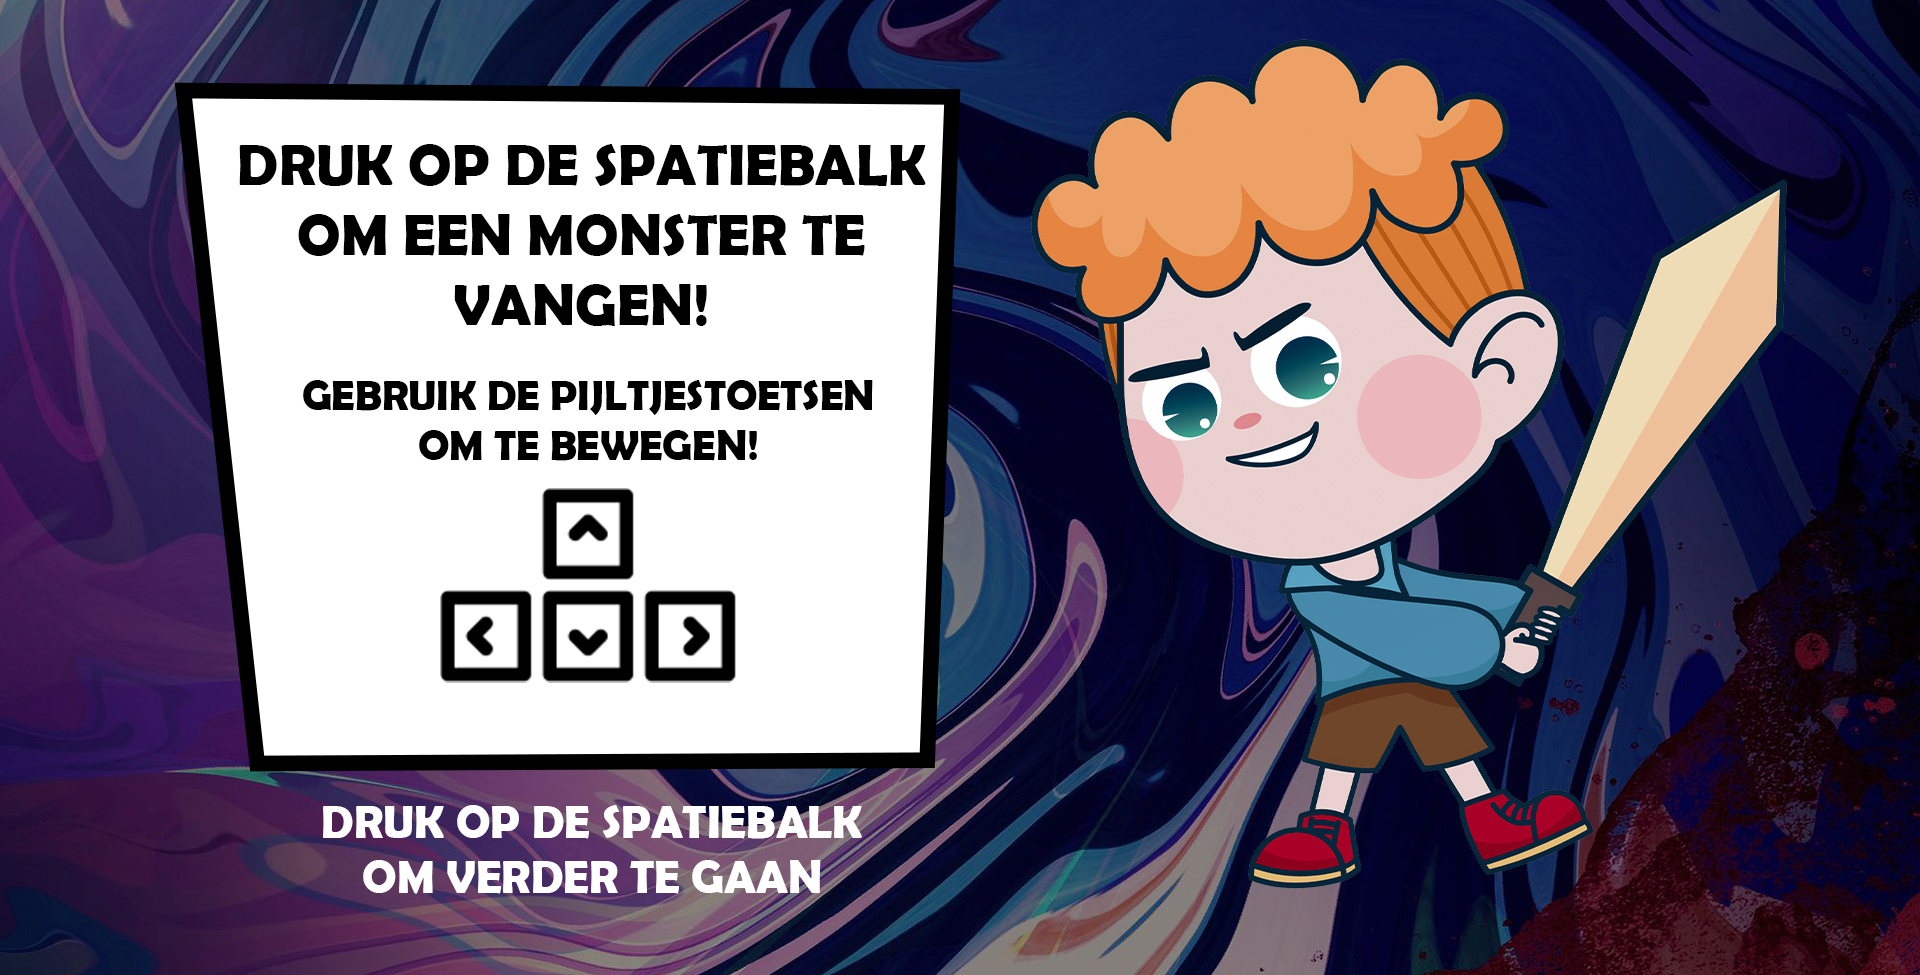 DRUK OP DE SPATIEBALK
OM EEN MONSTER TE
VANGEN!
GEBRUIK DE PIJLTJESTOETSEN
OM TE BEWEGEN!
DRUK OP DE SPATIEBALK
OM VERDER TE GAAN